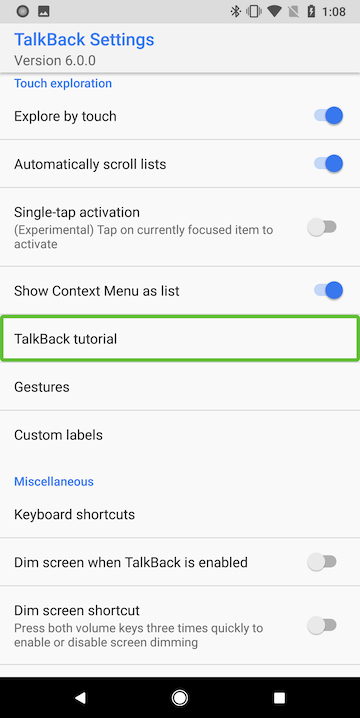 1:08
TalkBack Settings
Version 6.0.0
Touch exploration
Explore by touch
Automatically scroll lists
Single-tap activation
(Experimental) Tap on currently focused item to
activate
Show Context Menu as list
TalkBack tutorial
Gestures
Custom labels
Miscellaneous
Keyboard shortcuts
Dim screen when TalkBack is enabled
Dim screen shortcut
Press both volume keys three times quickly to
enable or disable screen dimming